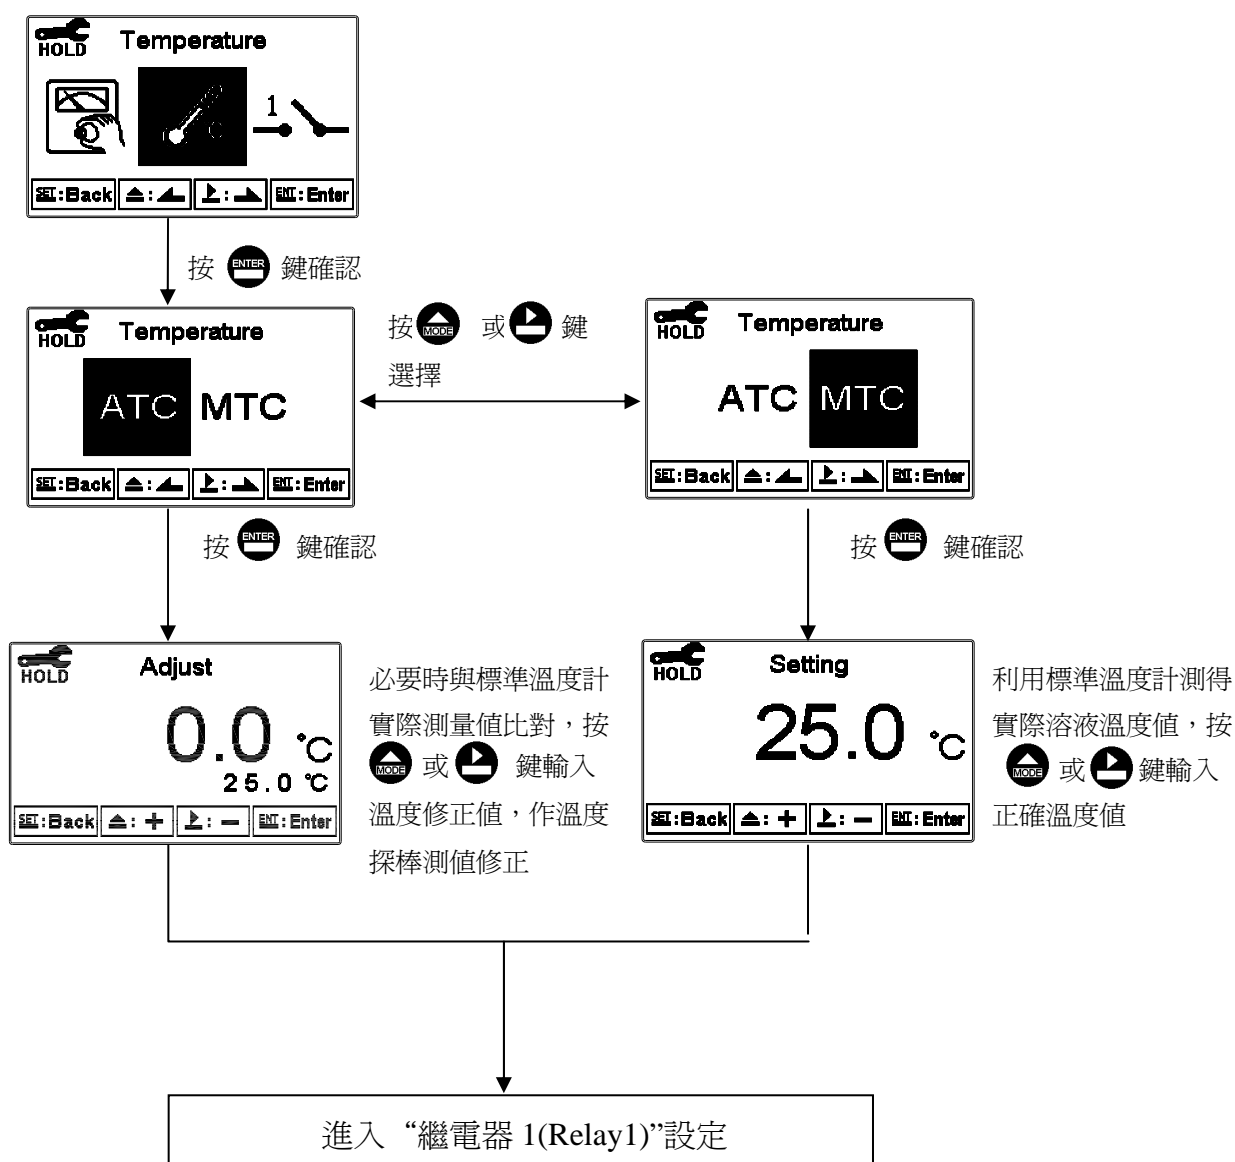 HOLD Temperature
1
SET:Back ▲: ▶: ENT:Enter
按 ENTER 鍵確認
HOLD Temperature
ATC MTC
SET:Back ▲: ▶: ENT:Enter
按 MODE 或 鍵
選擇
HOLD Temperature
ATC MTC
SET:Back ▲: ▶: ENT:Enter
按 ENTER 鍵確認
按 ENTER 鍵確認
HOLD Adjust
0.0 ℃
25.0 ℃
SET:Back ▲:+ ▶:− ENT:Enter
必要時與標準溫度計
實際測量值比對，按
MODE 或 鍵輸入
溫度修正值，作溫度
探棒測值修正
HOLD Setting
25.0 ℃
SET:Back ▲:+ ▶:− ENT:Enter
利用標準溫度計測得
實際溶液溫度值，按
MODE 或 鍵輸入
正確溫度值
進入“繼電器 1(Relay1)”設定